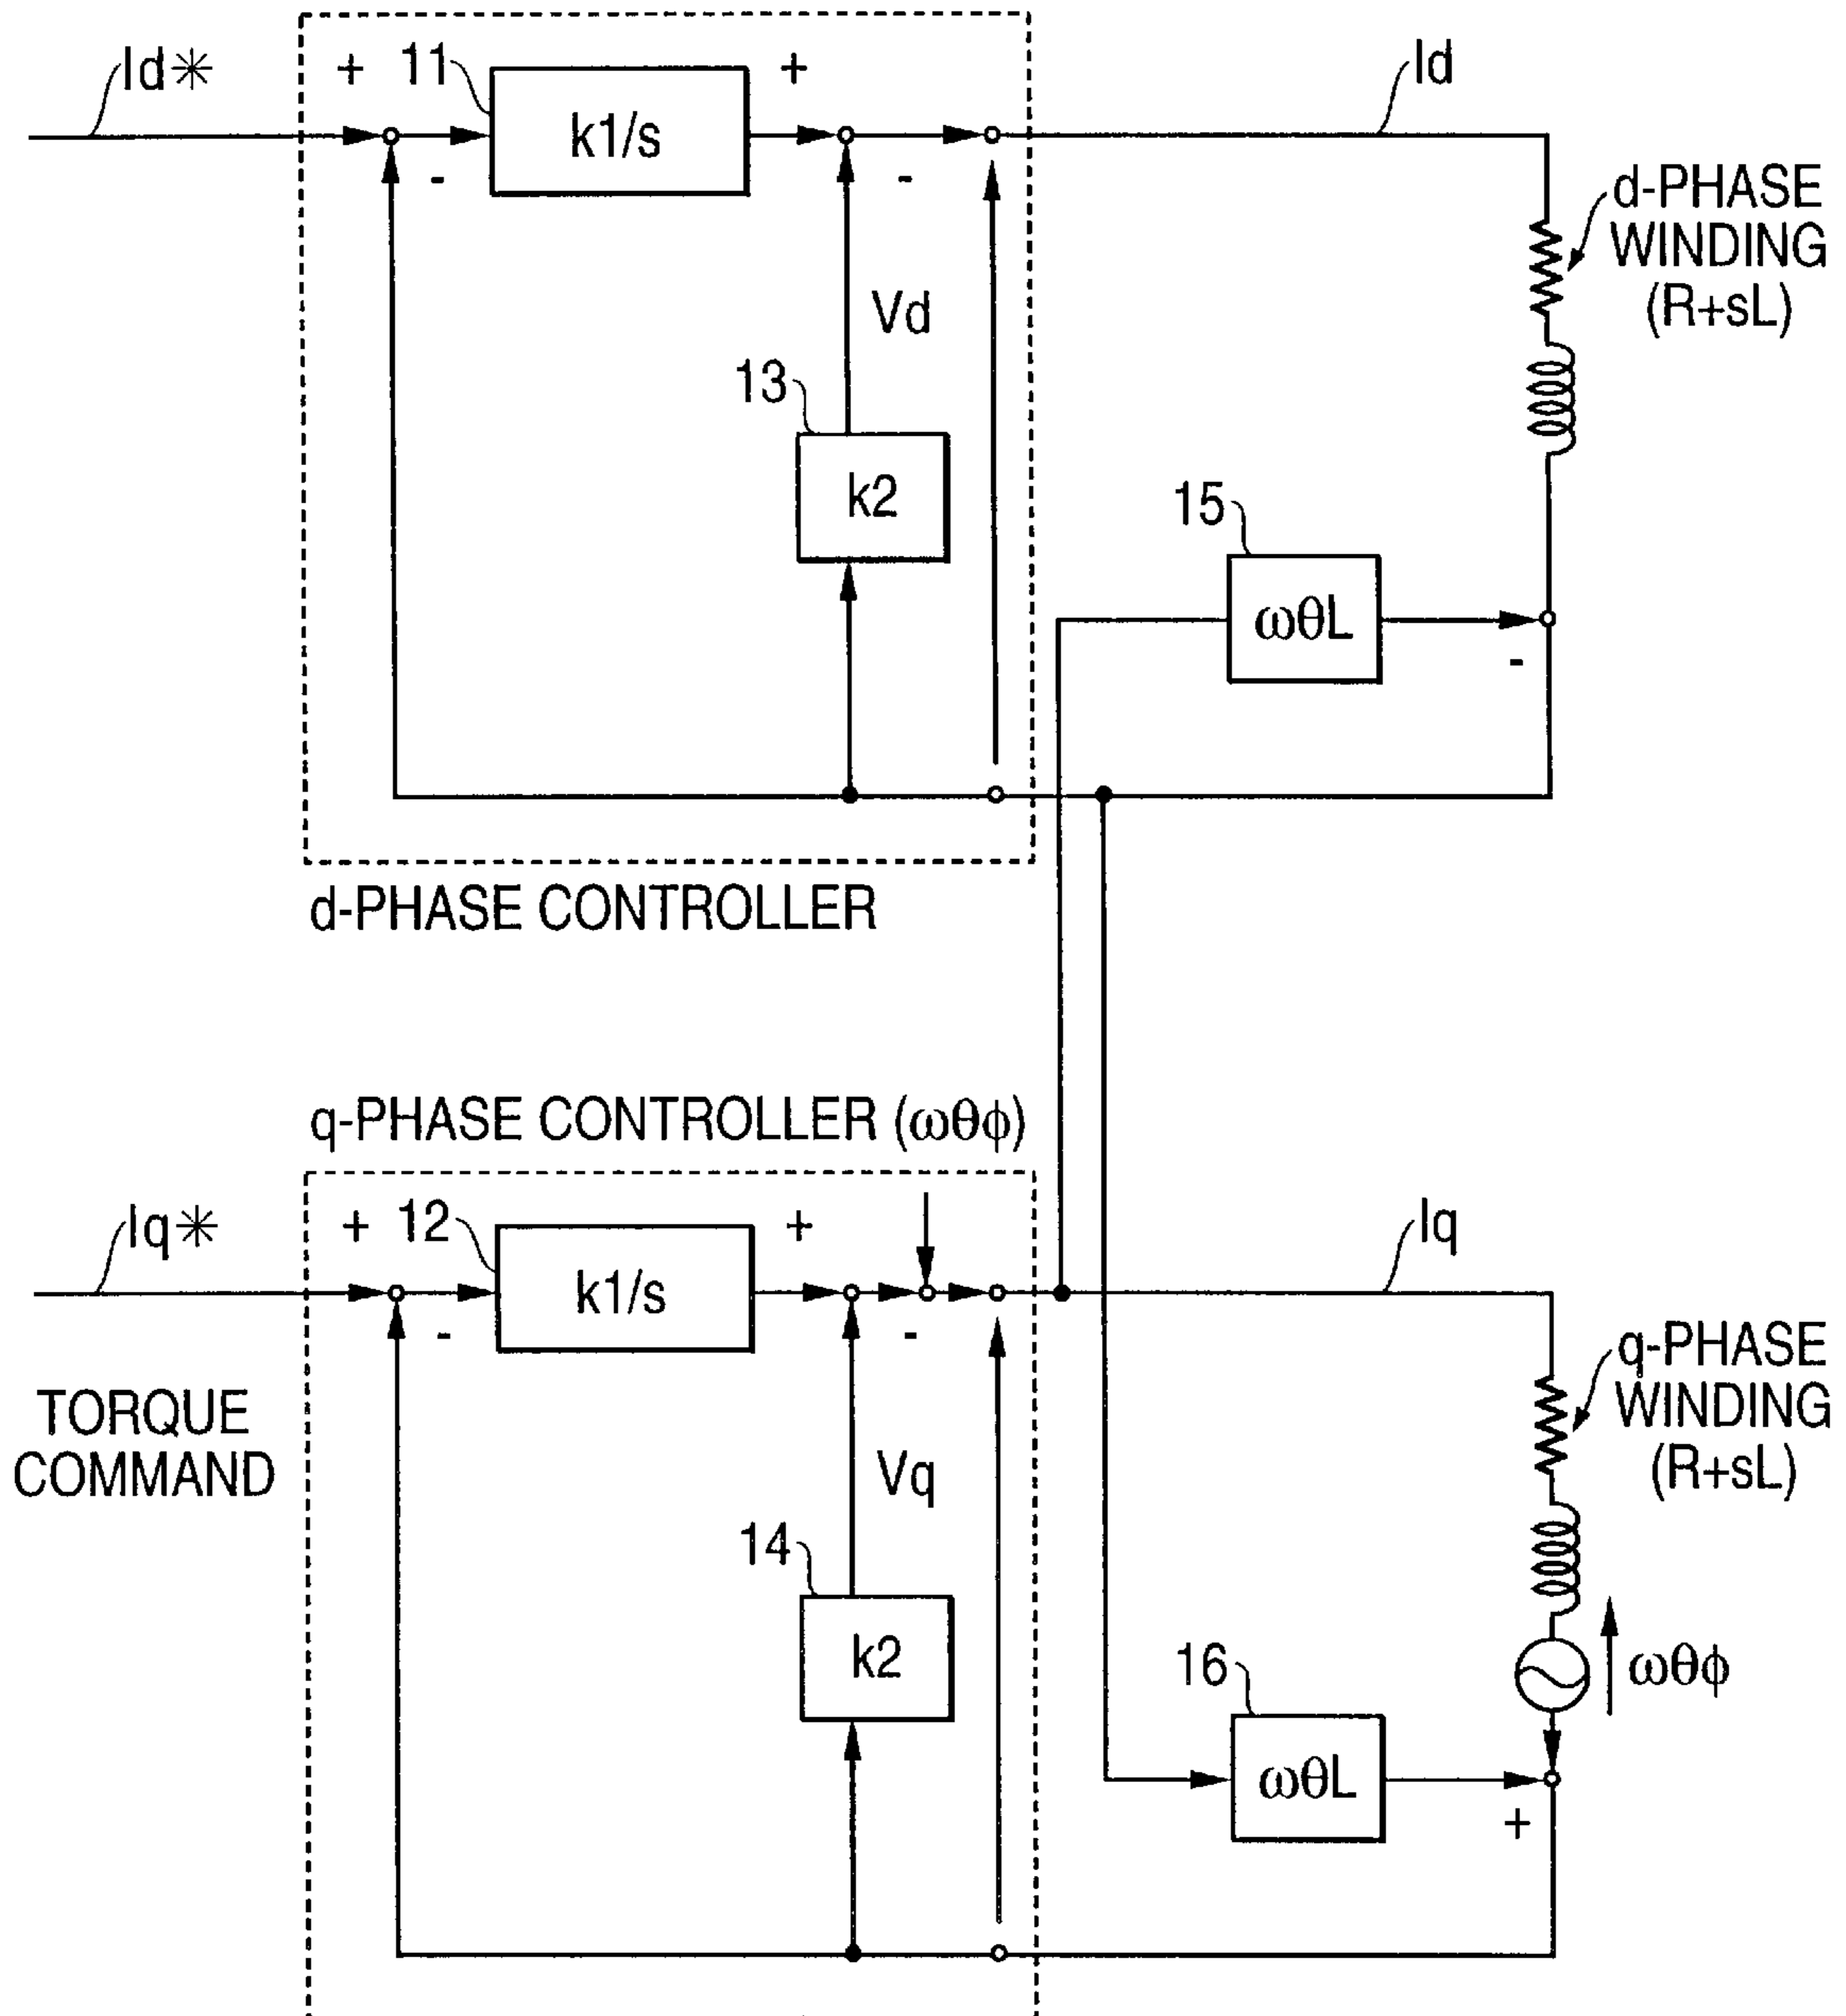 Id✳
+
11
k1/s
+
Id
-
-
d-PHASE
WINDING
(R+sL)
Vd
13
k2
15
ωθL
-
d-PHASE CONTROLLER
q-PHASE CONTROLLER (ωθϕ)
Iq✳
+
12
k1/s
+
Iq
-
-
q-PHASE
WINDING
(R+sL)
TORQUE
COMMAND
Vq
14
k2
16
ωθL
ωθϕ
+